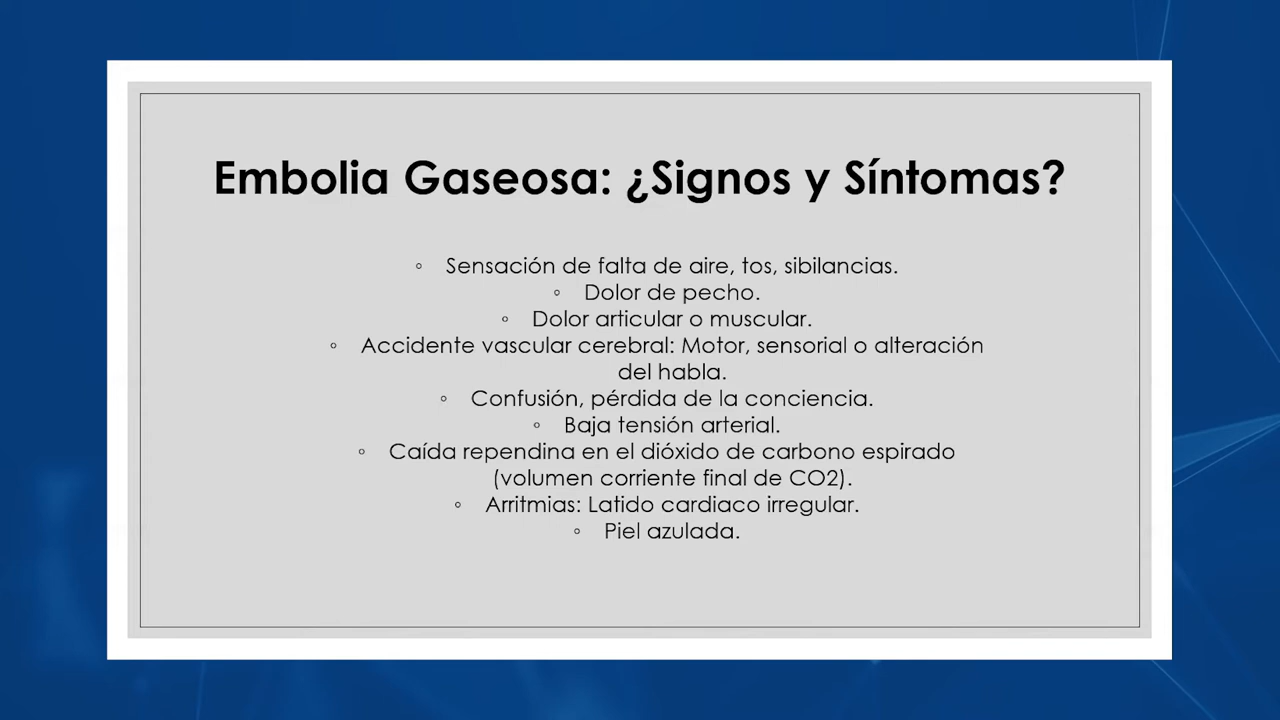 Embolia Gaseosa: ¿Signos y Síntomas?
◦ Sensación de falta de aire, tos, sibilancias.
◦ Dolor de pecho.
◦ Dolor articular o muscular.
◦ Accidente vascular cerebral: Motor, sensorial o alteración
del habla.
◦ Confusión, pérdida de la conciencia.
◦ Baja tensión arterial.
◦ Caída rependina en el dióxido de carbono espirado
(volumen corriente final de CO2).
◦ Arritmias: Latido cardiaco irregular.
◦ Piel azulada.